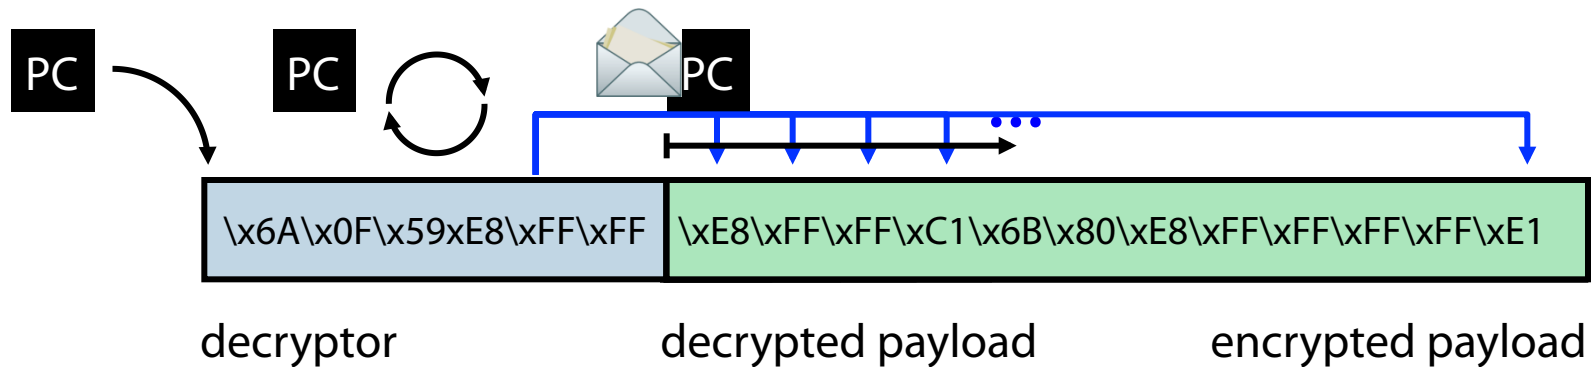 PC PC PC
\x6A\x0F\x59xE8\xFF\xFF \xE8\xFF\xFF\xC1\x6B\x80\xE8\xFF\xFF\xFF\xFF\xE1
decryptor decrypted payload encrypted payload